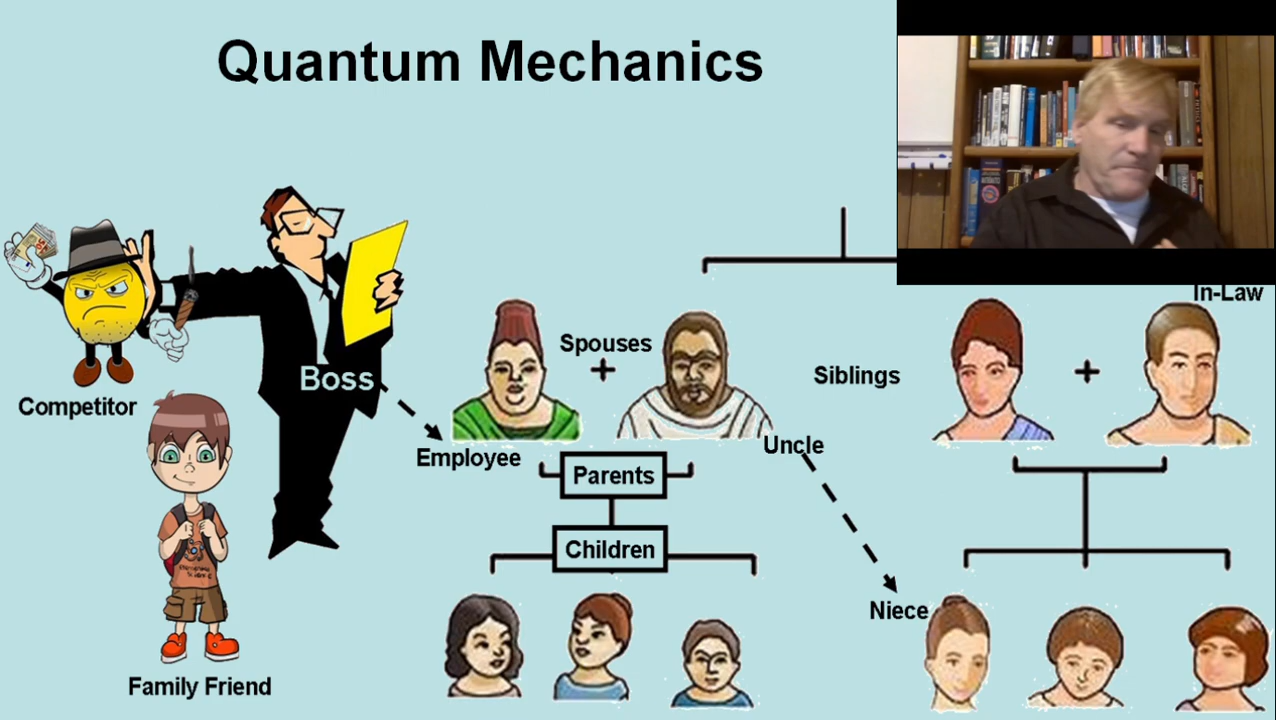 Quantum Mechanics
In-Law
Spouses
+
Siblings
+
Boss
Competitor
Employee
Uncle
Parents
Children
Niece
Family Friend